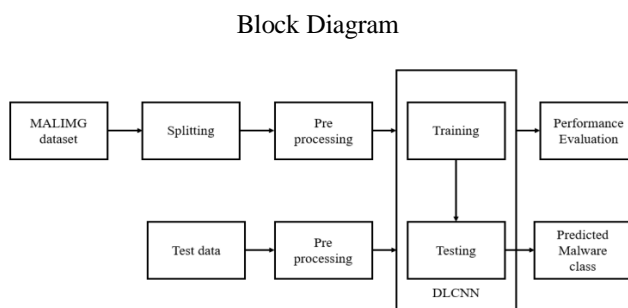 Block Diagram
MALIMG
dataset
Splitting
Pre
processing
Training
Performance
Evaluation
Test data
Pre
processing
Testing
Predicted
Malware
class
DLCNN